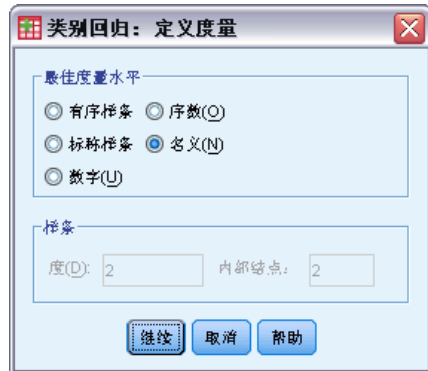 类别回归：定义度量
最佳度量水平
有序样条 序数(O)
标称样条 名义(N)
数字(U)
样条
度(D): 2 内部结点: 2
继续 取消 帮助